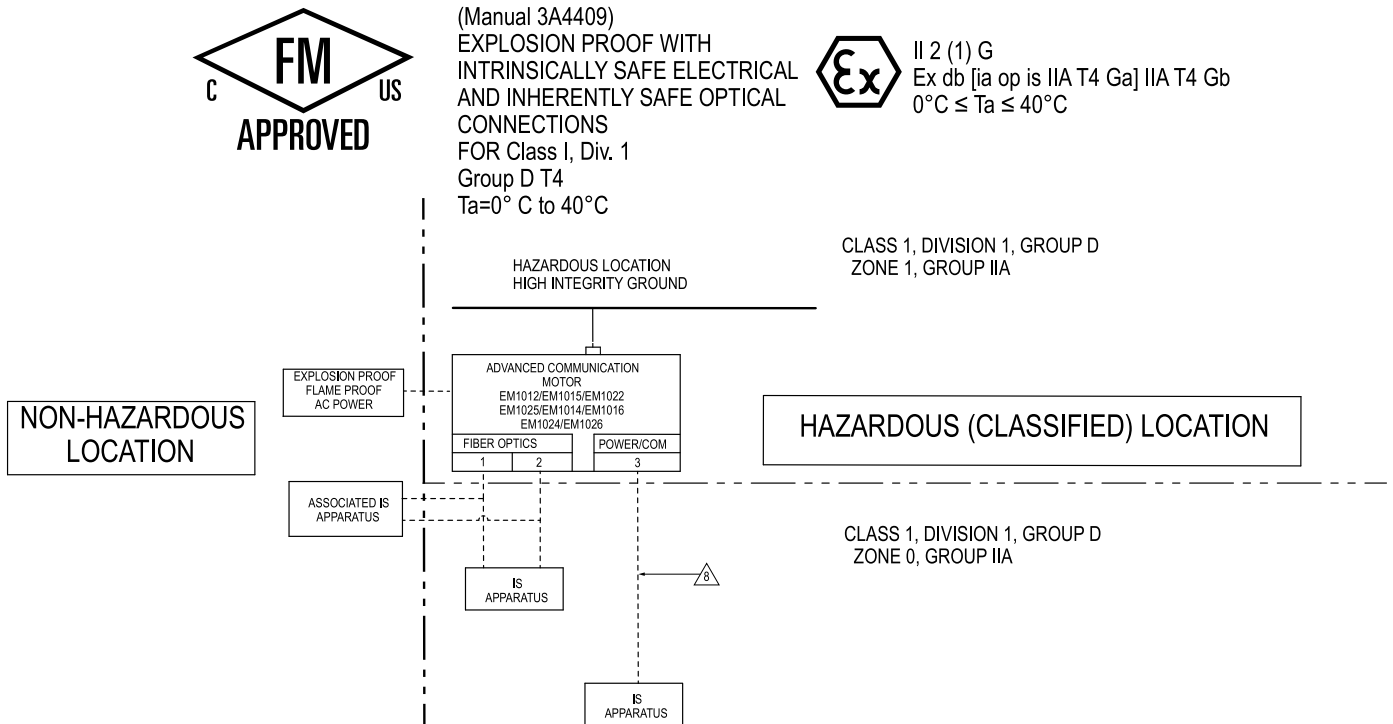 FM
C
US
APPROVED
(Manual 3A4409)
EXPLOSION PROOF WITH
INTRINSICALLY SAFE ELECTRICAL
AND INHERENTLY SAFE OPTICAL
CONNECTIONS
FOR Class I, Div. 1
Group D T4
Ta=0° C to 40°C
Ex
II 2 (1) G
Ex db [ia op is IIA T4 Ga] IIA T4 Gb
0°C ≤ Ta ≤ 40°C
HAZARDOUS LOCATION
HIGH INTEGRITY GROUND
CLASS 1, DIVISION 1, GROUP D
ZONE 1, GROUP IIA
EXPLOSION PROOF
FLAME PROOF
AC POWER
ADVANCED COMMUNICATION
MOTOR
EM1012/EM1015/EM1022
EM1025/EM1014/EM1016
EM1024/EM1026
FIBER OPTICS
POWER/COM
1
2
3
NON-HAZARDOUS
LOCATION
HAZARDOUS (CLASSIFIED) LOCATION
ASSOCIATED IS
APPARATUS
CLASS 1, DIVISION 1, GROUP D
ZONE 0, GROUP IIA
IS
APPARATUS
8
IS
APPARATUS